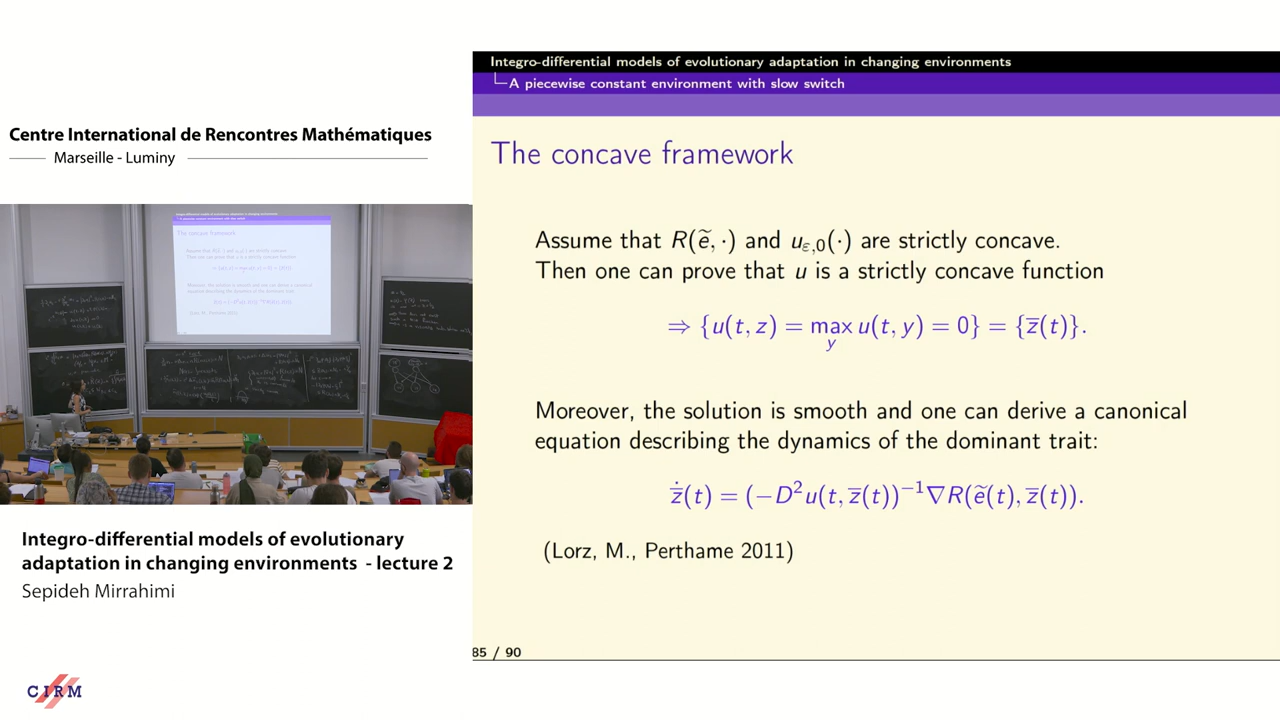 Centre International de Rencontres Mathématiques
Marseille - Luminy
Integro-differential models of evolutionary adaptation in changing environments
A piecewise constant environment with slow switch
The concave framework
Assume that R(ẽ, ·) and u_{ε,0}(·) are strictly concave.
Then one can prove that u is a strictly concave function
⇒ {u(t, z) = max_y u(t, y) = 0} = {z̅(t)}.
Moreover, the solution is smooth and one can derive a canonical
equation describing the dynamics of the dominant trait:
ż̅(t) = (−D²u(t, z̅(t)))⁻¹∇R(ẽ(t), z̅(t)).
(Lorz, M., Perthame 2011)
85 / 90
Integro-differential models of evolutionary
adaptation in changing environments - lecture 2
Sepideh Mirrahimi
CIRM